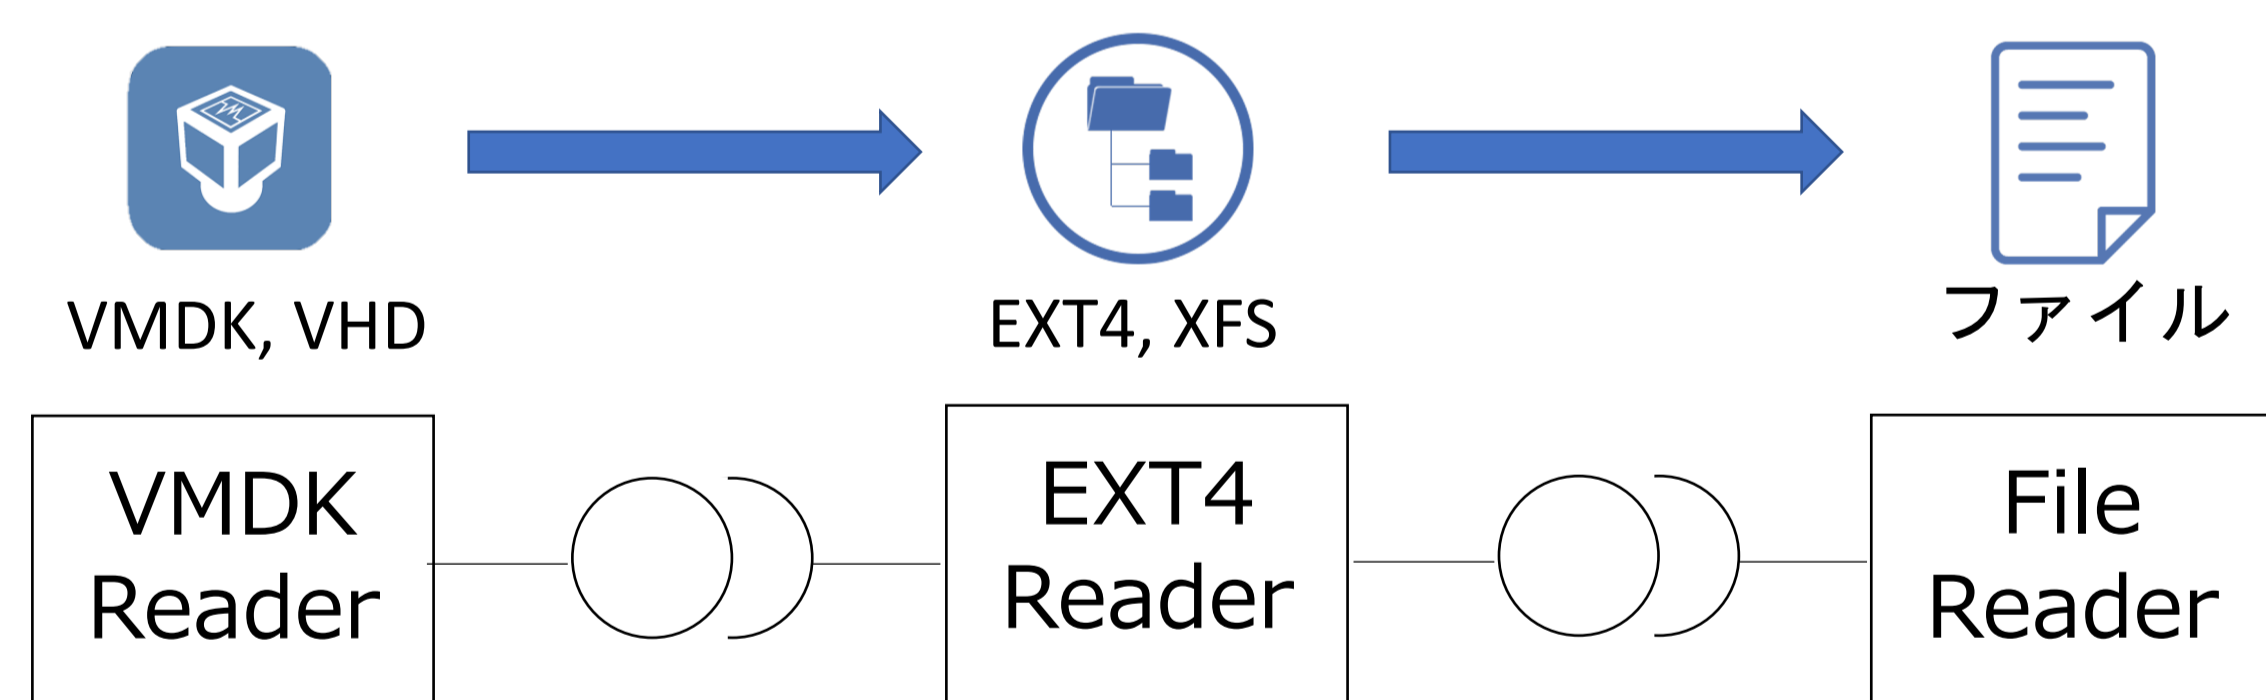 VMDK, VHD
EXT4, XFS
ファイル
VMDK
Reader
EXT4
Reader
File
Reader